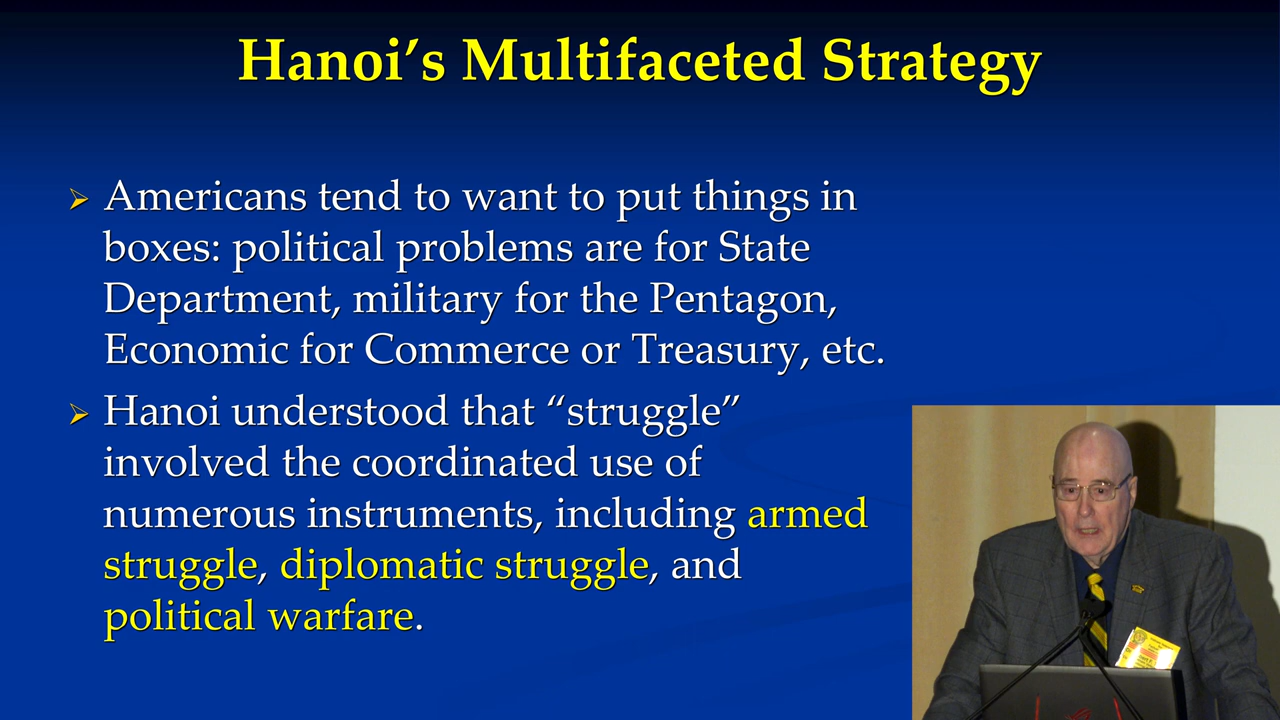 Hanoi’s Multifaceted Strategy
Americans tend to want to put things in
boxes: political problems are for State
Department, military for the Pentagon,
Economic for Commerce or Treasury, etc.
Hanoi understood that “struggle”
involved the coordinated use of
numerous instruments, including armed
struggle, diplomatic struggle, and
political warfare.